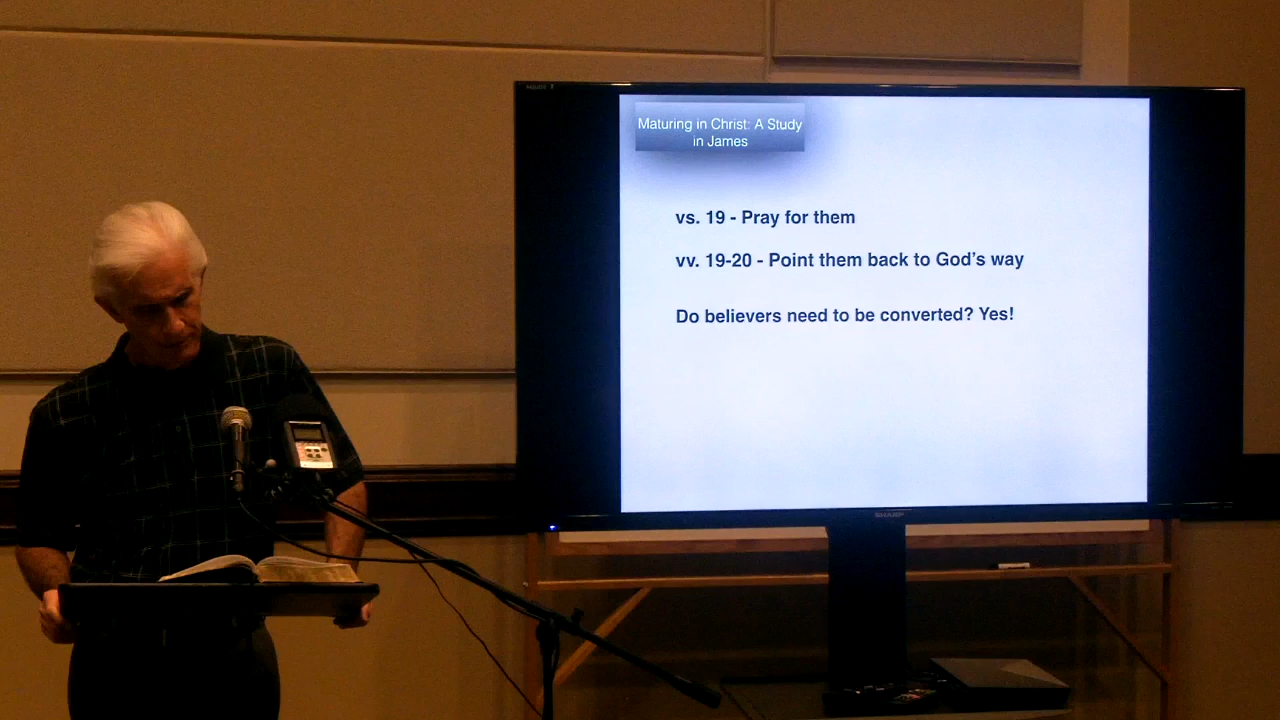 Maturing in Christ: A Study
in James
vs. 19 - Pray for them
vv. 19-20 - Point them back to God's way
Do believers need to be converted? Yes!
SHARP